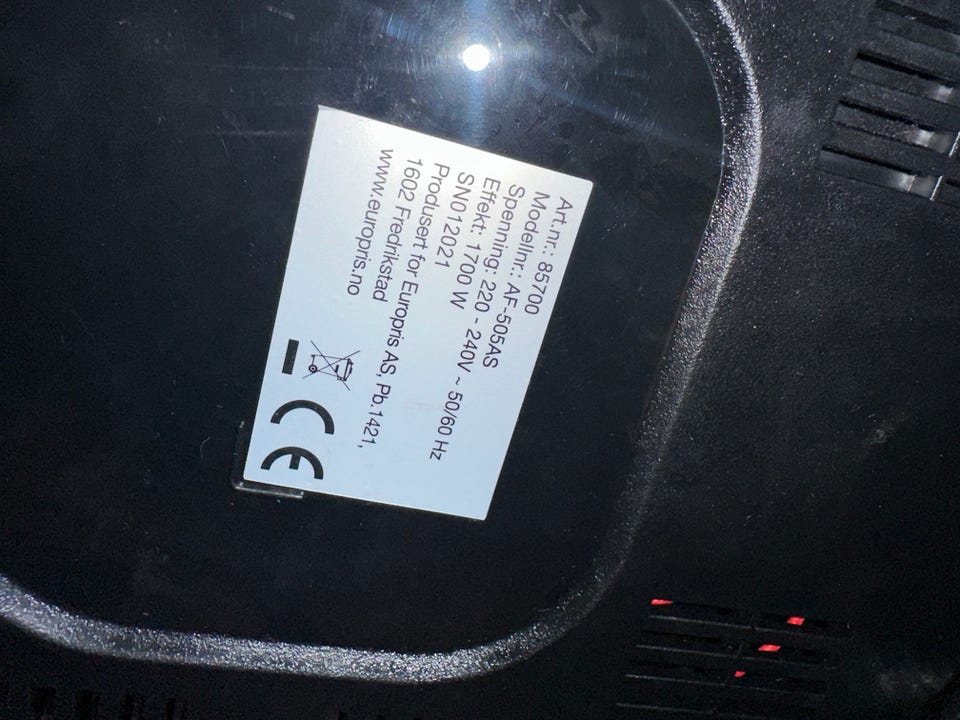 Art.nr.: 85700
Modellnr.: AF-505AS
Spenning: 220 - 240V ~ 50/60 Hz
Effekt: 1700 W
SN012021
Produsert for Europris AS, Pb.1421,
1602 Fredrikstad
www.europris.no
CE